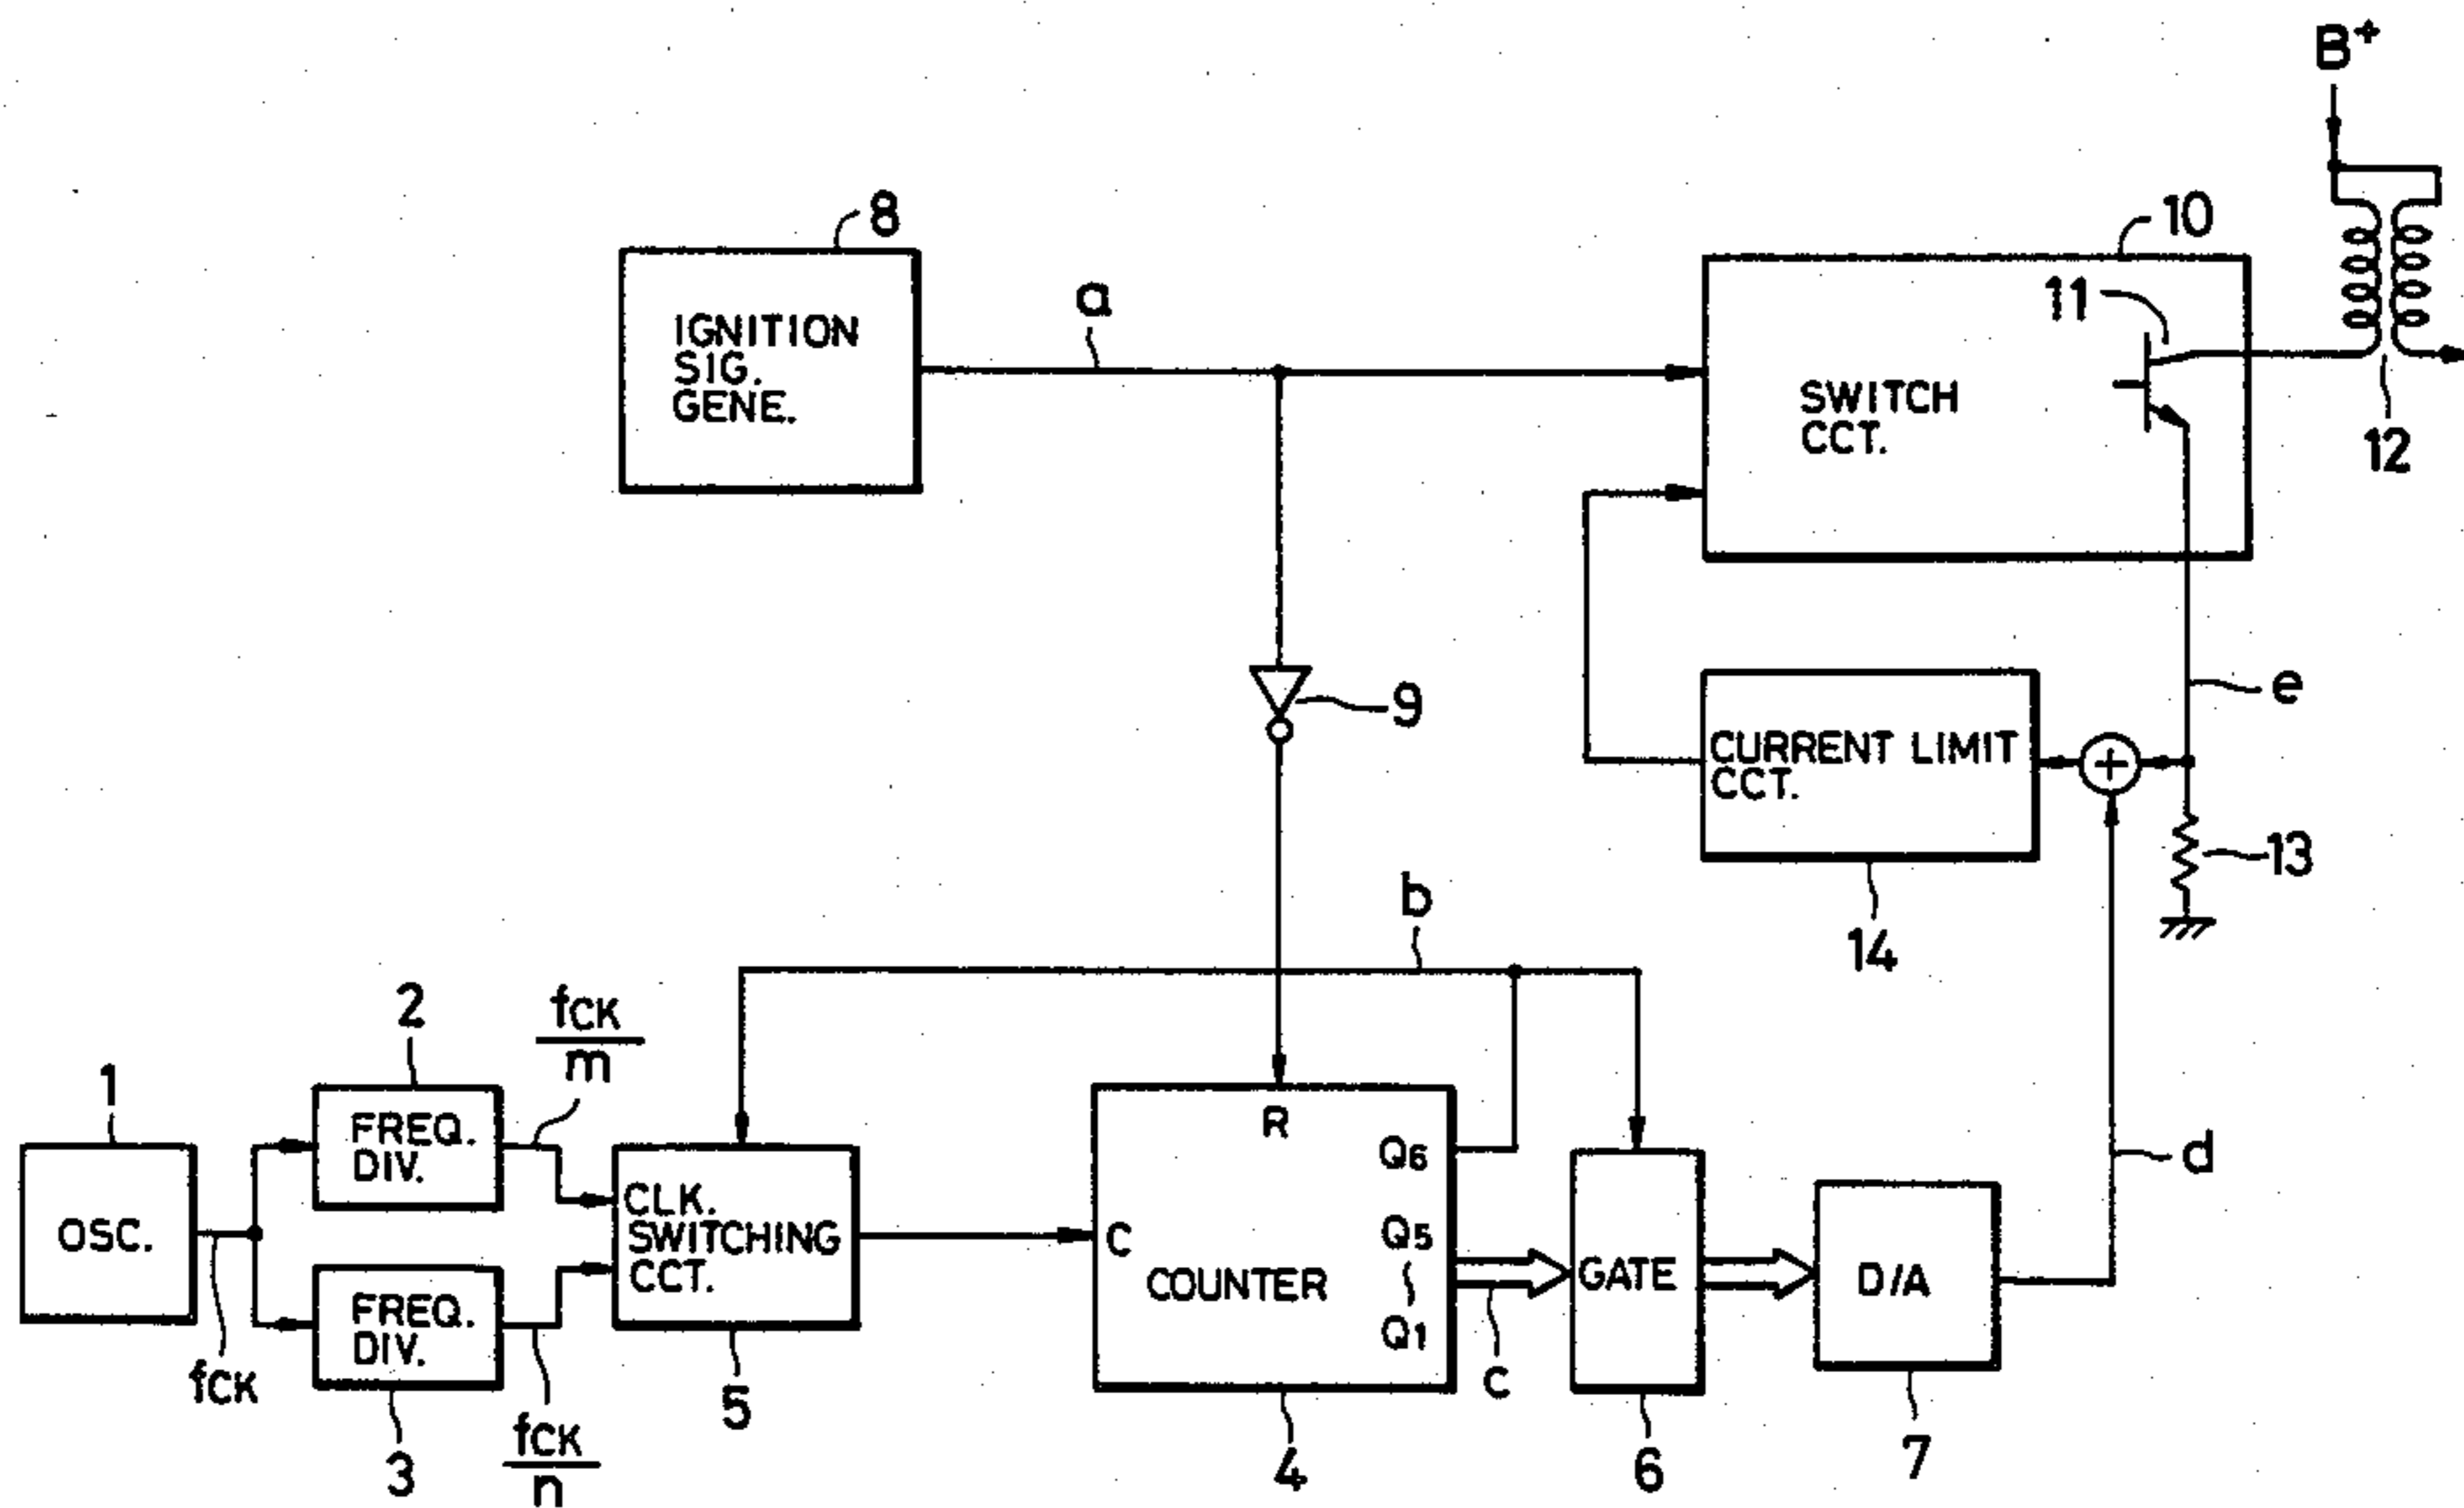 B+
8
10
11
a
IGNITION
SIG.
GENE.
SWITCH
CCT.
12
9
e
CURRENT LIMIT
CCT.
+
13
b
14
2
fCK
m
1
R
FREQ.
DIV.
Q6
d
OSC.
CLK.
SWITCHING
CCT.
C
COUNTER
Q5
Q1
GATE
D/A
FREQ.
DIV.
fCK
c
5
3
fCK
n
4
6
7